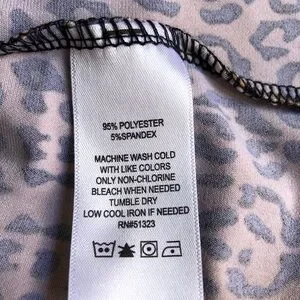 95% POLYESTER
5%SPANDEX
MACHINE WASH COLD
WITH LIKE COLORS
ONLY NON-CHLORINE
BLEACH WHEN NEEDED
TUMBLE DRY
LOW COOL IRON IF NEEDED
RN#51323